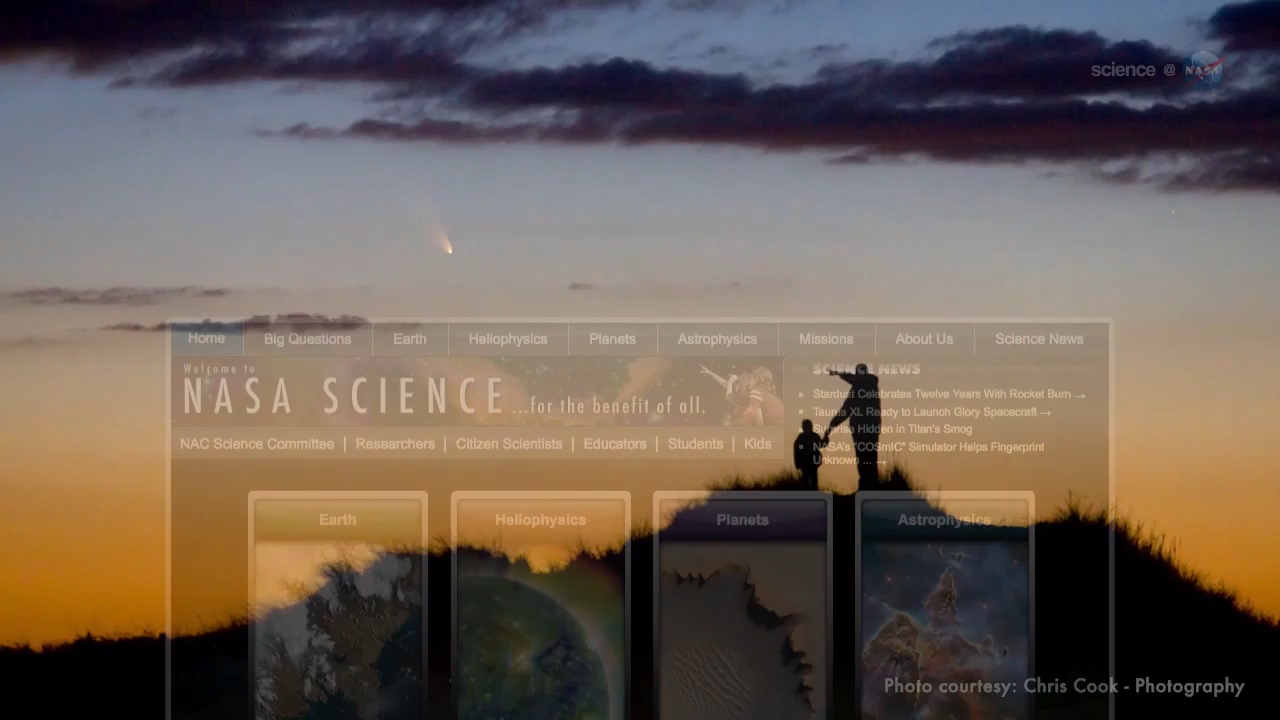 science @ NASA
Home
Big Questions
Earth
Heliophysics
Planets
Astrophysics
Missions
About Us
Science News
Welcome to
NASA SCIENCE ...for the benefit of all.
SCIENCE NEWS
Stardust Celebrates Twelve Years With Rocket Burn →
Taurus XL Ready to Launch Glory Spacecraft →
Surprise Hidden in Titan's Smog
NASA's "COSmIC" Simulator Helps Fingerprint
Unknown ... →
NAC Science Committee | Researchers | Citizen Scientists | Educators | Students | Kids
Earth
Heliophysics
Planets
Astrophysics
Photo courtesy: Chris Cook - Photography